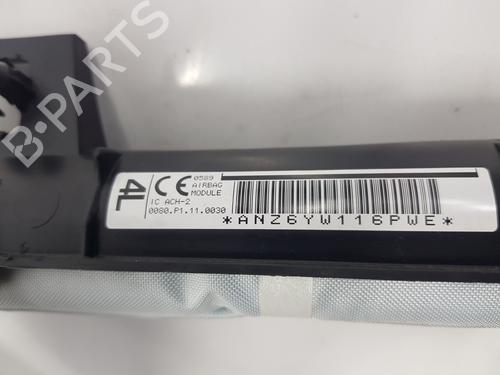 B-PARTS
4L
CE
0589
AIRBAG
MODULE
IC ACH-2
0080.P1.11.0030
*ANZ6YW116PWE*